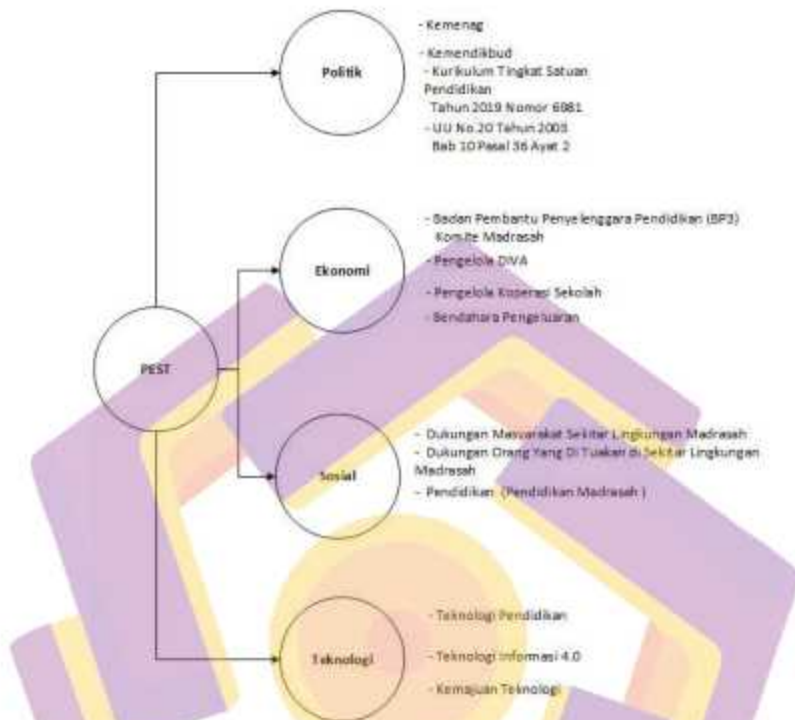 Politik
- Kemenag
- Kemendikbud
- Kurikulum Tingkat Satuan
Pendidikan
Tahun 2019 Nomor 6981
- UU No.20 Tahun 2003
Bab 10 Pasal 36 Ayat 2
Ekonomi
- Badan Pembantu Penyelenggara Pendidikan (BP3)
Komite Madrasah
- Pengelola DIVA
- Pengelola Koperasi Sekolah
- Bendahara Pengeluaran
PEST
Sosial
- Dukungan Masyarakat Sekitar Lingkungan Madrasah
- Dukungan Orang Yang Di Tuakan di Sekitar Lingkungan
Madrasah
- Pendidikan (Pendidikan Madrasah )
Teknologi
- Teknologi Pendidikan
- Teknologi Informasi 4.0
- Kemajuan Teknologi